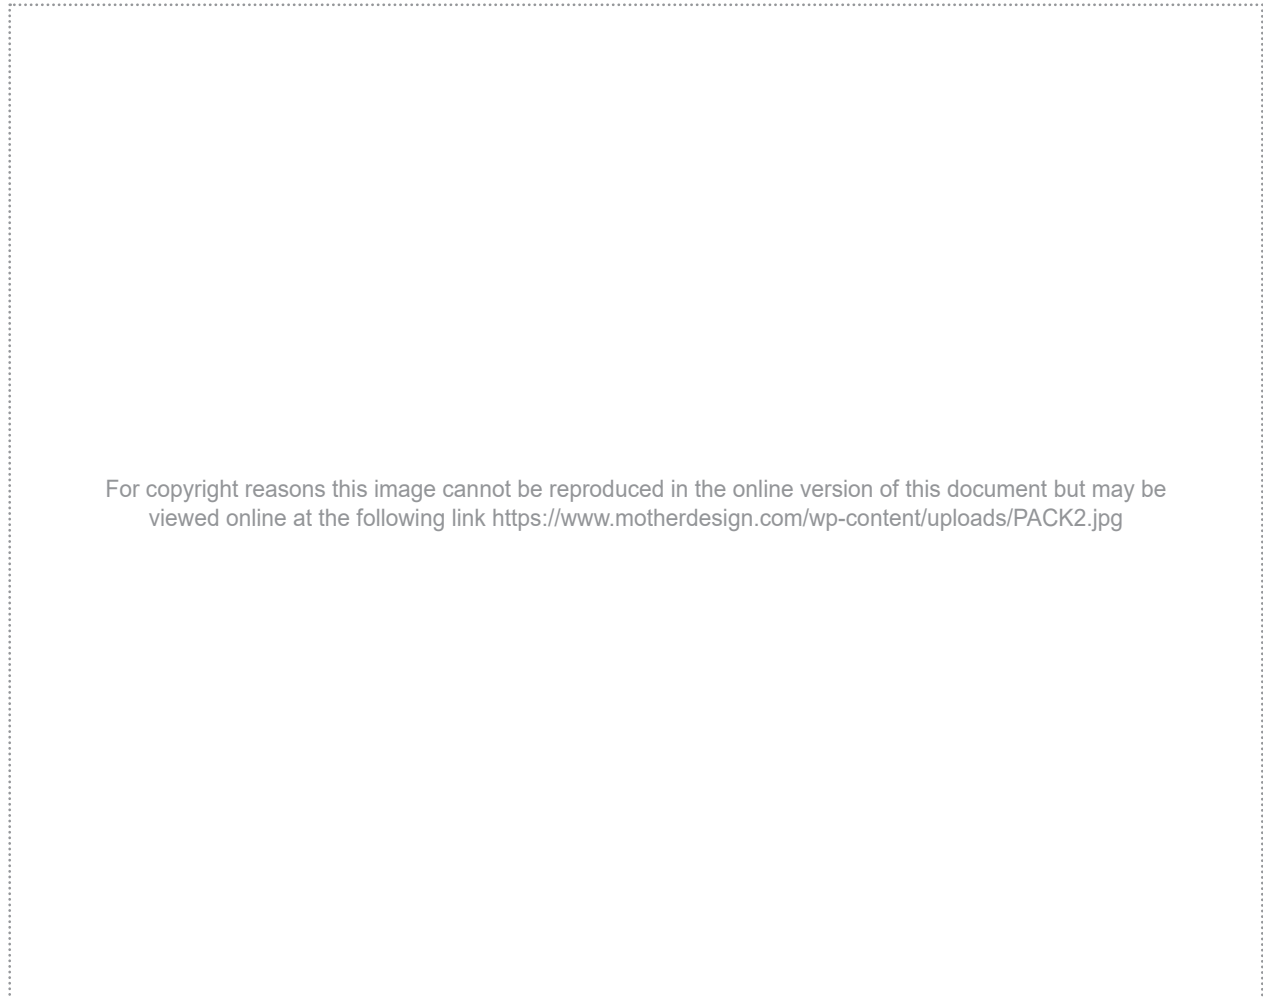 For copyright reasons this image cannot be reproduced in the online version of this document but may be
viewed online at the following link https://www.motherdesign.com/wp-content/uploads/PACK2.jpg